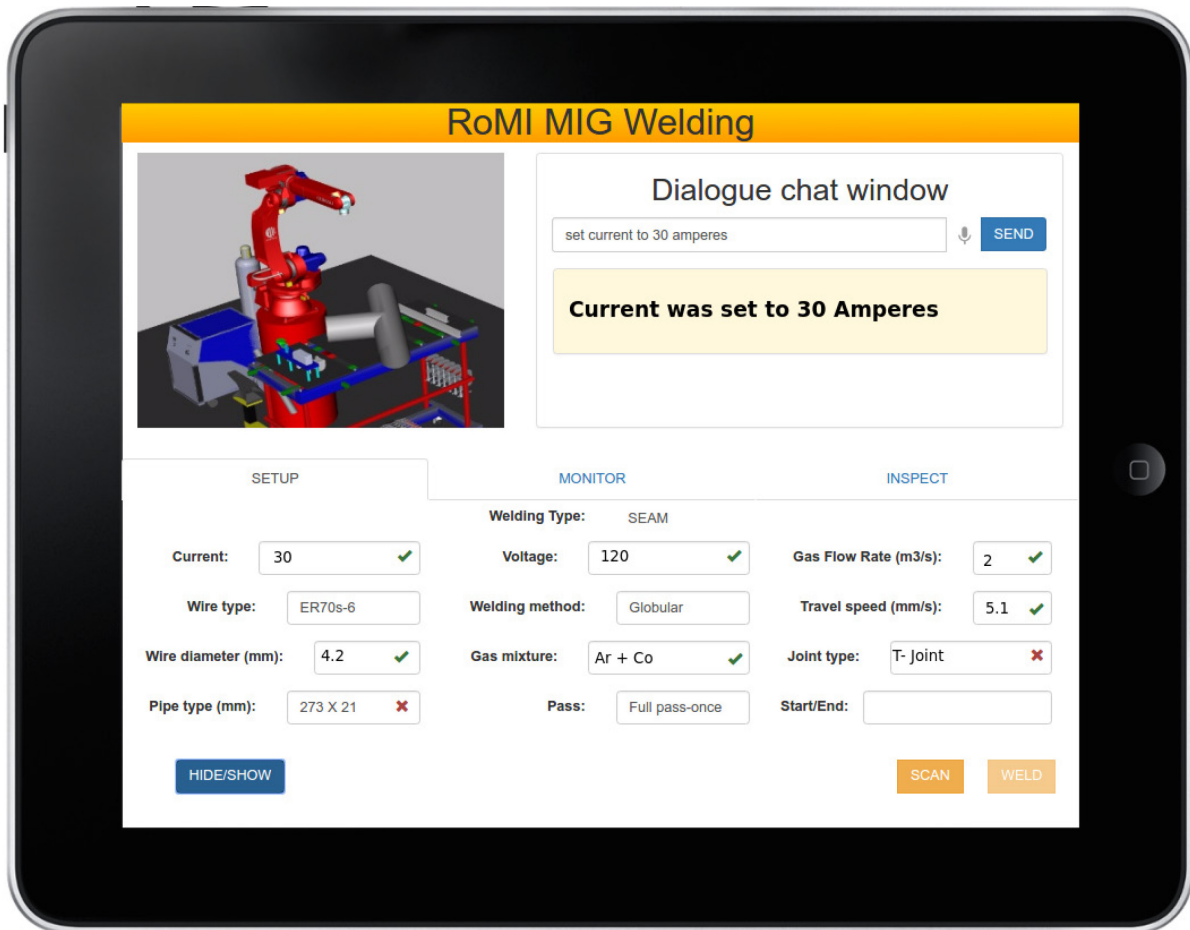 RoMI MIG Welding
Dialogue chat window
set current to 30 amperes
SEND
Current was set to 30 Amperes
SETUP MONITOR INSPECT
Welding Type: SEAM
Current: 30 Voltage: 120 Gas Flow Rate (m3/s): 2
Wire type: ER70s-6 Welding method: Globular Travel speed (mm/s): 5.1
Wire diameter (mm): 4.2 Gas mixture: Ar + Co Joint type: T- Joint
Pipe type (mm): 273 X 21 Pass: Full pass-once Start/End:
HIDE/SHOW SCAN WELD